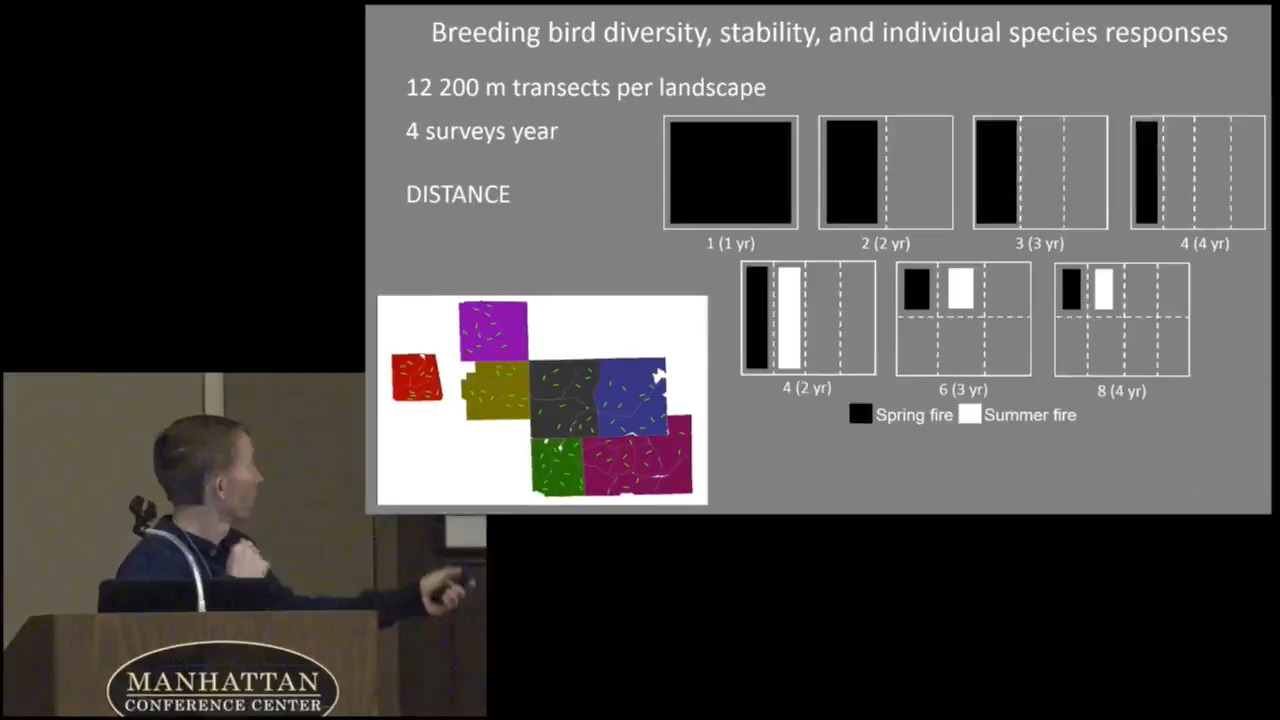 Breeding bird diversity, stability, and individual species responses
12 200 m transects per landscape
4 surveys year
DISTANCE
1 (1 yr)
2 (2 yr)
3 (3 yr)
4 (4 yr)
4 (2 yr)
6 (3 yr)
8 (4 yr)
Spring fire
Summer fire
MANHATTAN
CONFERENCE CENTER